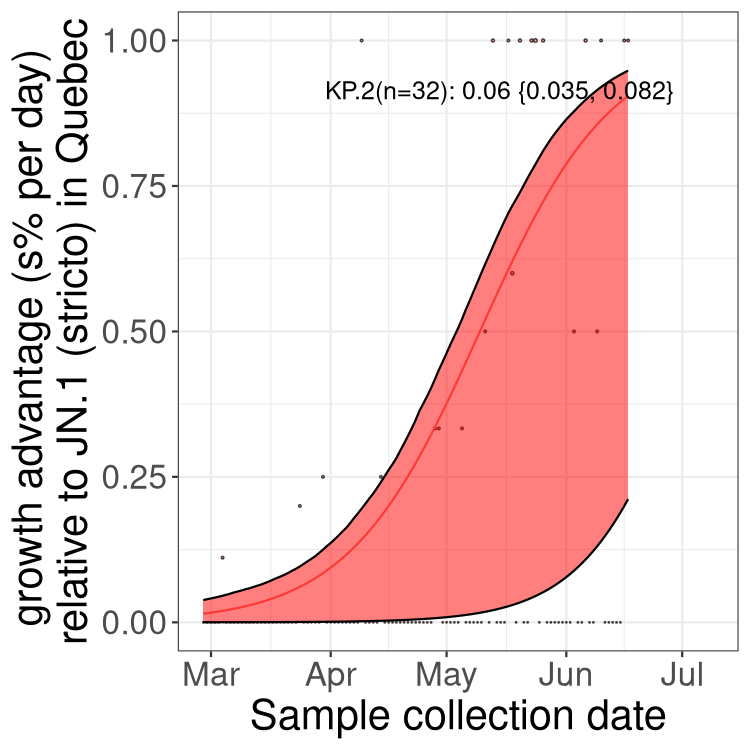 growth advantage (s% per day)
relative to JN.1 (stricto) in Quebec
1.00
0.75
0.50
0.25
0.00
KP.2(n=32): 0.06 {0.035, 0.082}
Mar Apr May Jun Jul
Sample collection date